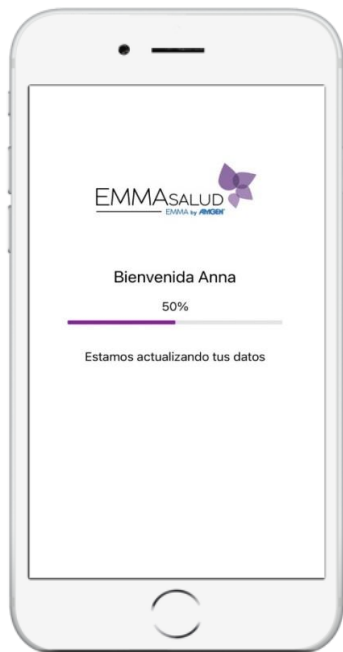 EMMASALUD
EMMA by AMGEN
Bienvenida Anna
50%
Estamos actualizando tus datos